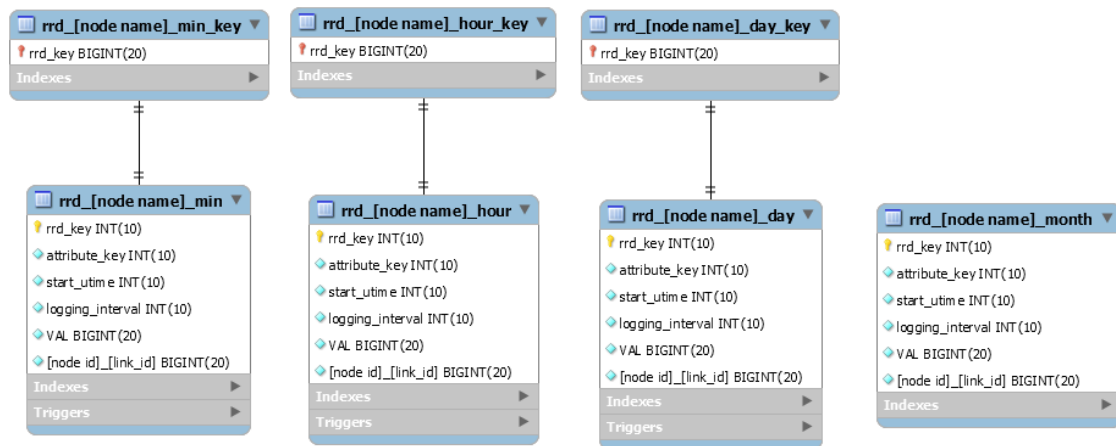 rrd_[node name]_min_key
rrd_key BIGINT(20)
Indexes
rrd_[node name]_hour_key
rrd_key BIGINT(20)
Indexes
rrd_[node name]_day_key
rrd_key BIGINT(20)
Indexes
rrd_[node name]_min
rrd_key INT(10)
attribute_key INT(10)
start_utime INT(10)
logging_interval INT(10)
VAL BIGINT(20)
[node id]_[link_id] BIGINT(20)
Indexes
Triggers
rrd_[node name]_hour
rrd_key INT(10)
attribute_key INT(10)
start_utime INT(10)
logging_interval INT(10)
VAL BIGINT(20)
[node id]_[link_id] BIGINT(20)
Indexes
Triggers
rrd_[node name]_day
rrd_key INT(10)
attribute_key INT(10)
start_utime INT(10)
logging_interval INT(10)
VAL BIGINT(20)
[node id]_[link_id] BIGINT(20)
Indexes
Triggers
rrd_[node name]_month
rrd_key INT(10)
attribute_key INT(10)
start_utime INT(10)
logging_interval INT(10)
VAL BIGINT(20)
[node id]_[link_id] BIGINT(20)
Indexes